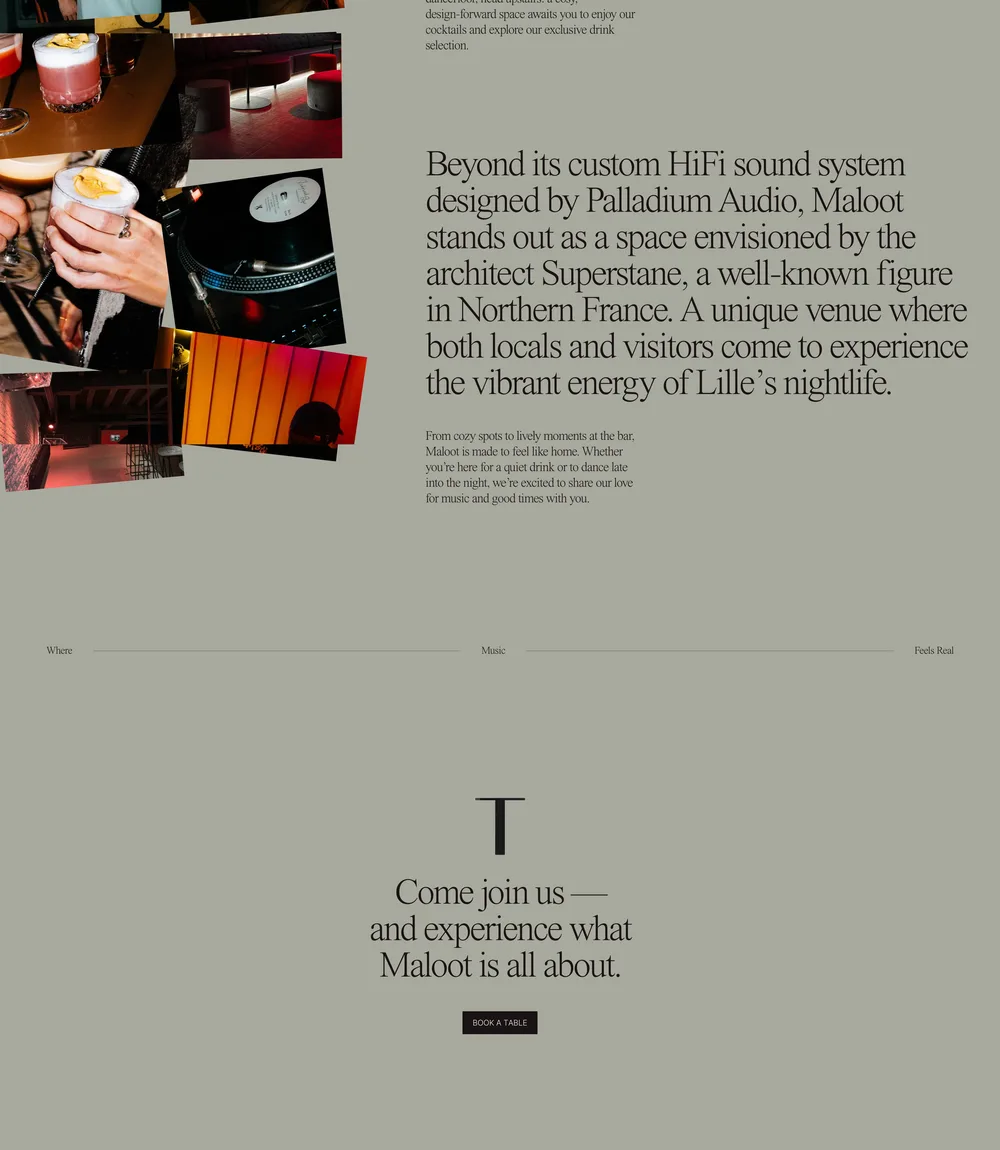 design-forward space awaits you to enjoy our
cocktails and explore our exclusive drink
selection.
Beyond its custom HiFi sound system
designed by Palladium Audio, Maloot
stands out as a space envisioned by the
architect Superstane, a well-known figure
in Northern France. A unique venue where
both locals and visitors come to experience
the vibrant energy of Lille’s nightlife.
From cozy spots to lively moments at the bar,
Maloot is made to feel like home. Whether
you’re here for a quiet drink or to dance late
into the night, we’re excited to share our love
for music and good times with you.
Where
Music
Feels Real
T
Come join us —
and experience what
Maloot is all about.
BOOK A TABLE